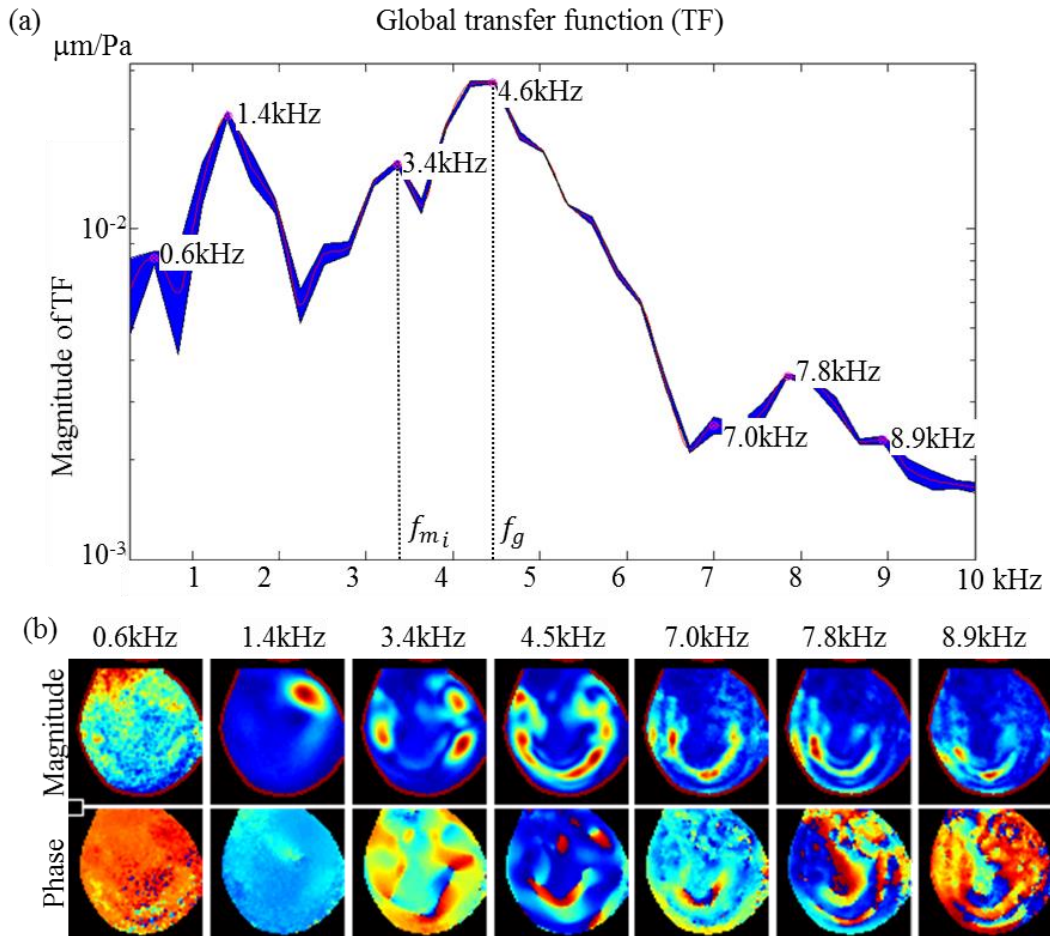 (a) Global transfer function (TF)
μm/Pa
Magnitude of TF
10-2
10-3
0.6kHz
1.4kHz
3.4kHz
4.6kHz
7.0kHz
7.8kHz
8.9kHz
fmi
fg
1 2 3 4 5 6 7 8 9 10 kHz
(b) 0.6kHz 1.4kHz 3.4kHz 4.5kHz 7.0kHz 7.8kHz 8.9kHz
Magnitude
Phase